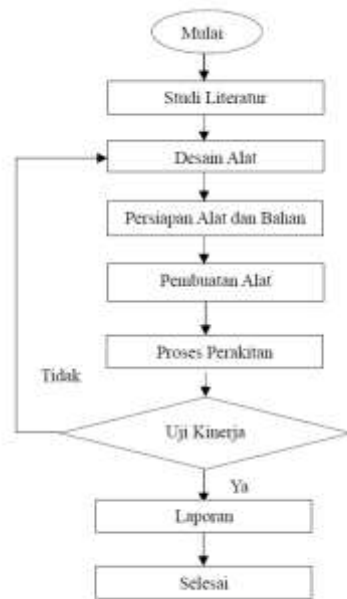 Mulai
Studi Literatur
Desain Alat
Persiapan Alat dan Bahan
Pembuatan Alat
Proses Perakitan
Tidak
Uji Kinerja
Ya
Laporan
Selesai